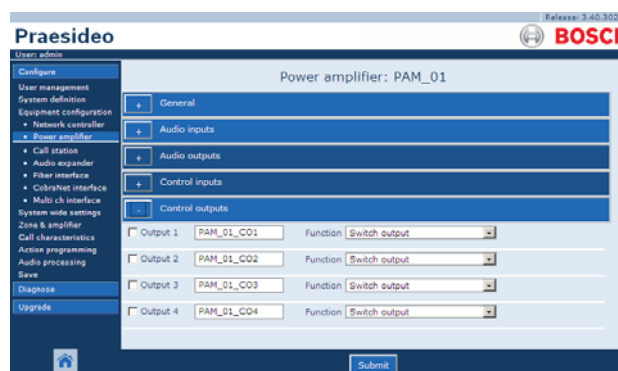 Release: 3.40.302
Praesideo
BOSCH
User: admin
Configure
User management
System definition
Equipment configuration
• Network controller
• Power amplifier
• Call station
• Audio expander
• Fiber interface
• CobraNet interface
• Multi ch interface
System wide settings
Zone & amplifier
Call characteristics
Action programming
Audio processing
Save
Diagnose
Upgrade
Power amplifier: PAM_01
+ General
+ Audio inputs
+ Audio outputs
+ Control inputs
- Control outputs
Output 1 PAM_01_CO1 Function Switch output
Output 2 PAM_01_CO2 Function Switch output
Output 3 PAM_01_CO3 Function Switch output
Output 4 PAM_01_CO4 Function Switch output
Submit